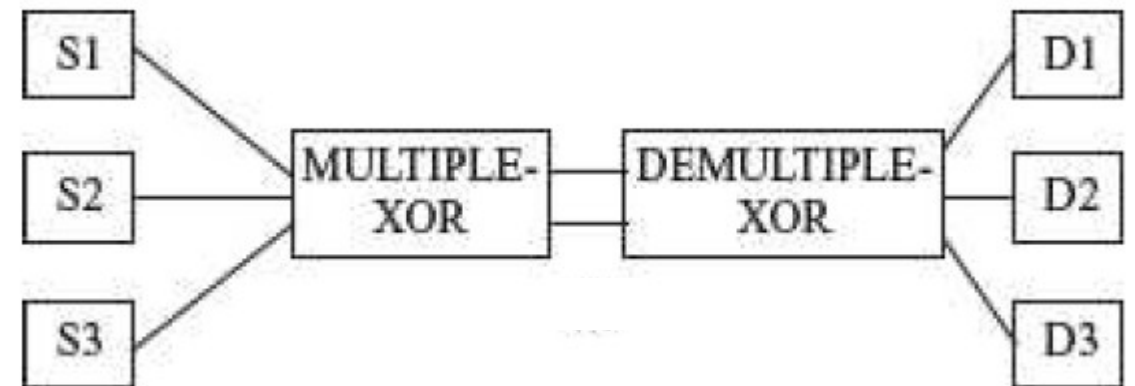 S1
D1
MULTIPLE-
XOR
DEMULTIPLE-
XOR
S2
D2
S3
D3